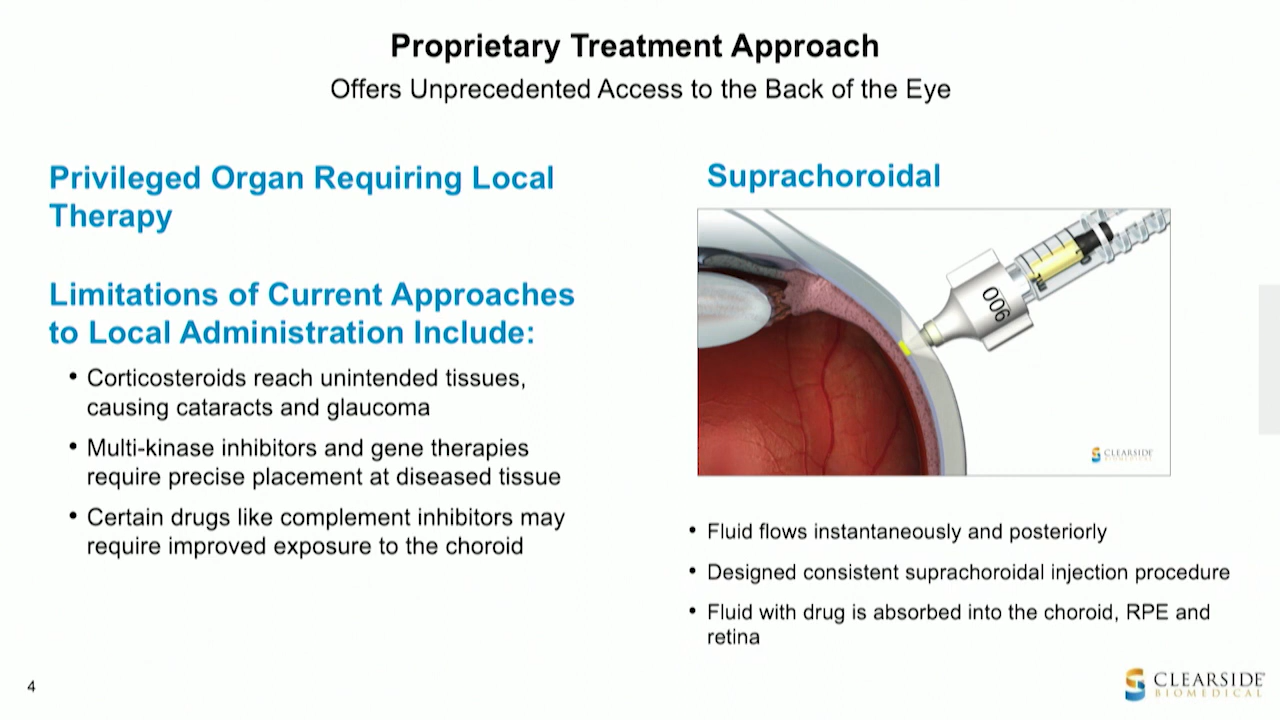 Proprietary Treatment Approach
Offers Unprecedented Access to the Back of the Eye
Privileged Organ Requiring Local
Therapy
Limitations of Current Approaches
to Local Administration Include:
• Corticosteroids reach unintended tissues,
causing cataracts and glaucoma
• Multi-kinase inhibitors and gene therapies
require precise placement at diseased tissue
• Certain drugs like complement inhibitors may
require improved exposure to the choroid
Suprachoroidal
900
CLEARSIDE
BIOMEDICAL
• Fluid flows instantaneously and posteriorly
• Designed consistent suprachoroidal injection procedure
• Fluid with drug is absorbed into the choroid, RPE and
retina
4
CLEARSIDE
BIOMEDICAL